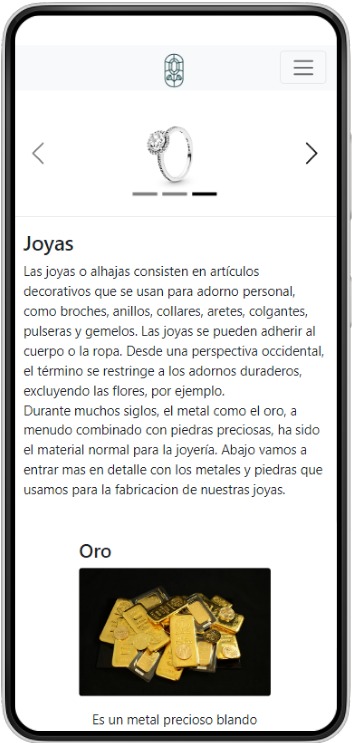 Joyas
Las joyas o alhajas consisten en artículos
decorativos que se usan para adorno personal,
como broches, anillos, collares, aretes, colgantes,
pulseras y gemelos. Las joyas se pueden adherir al
cuerpo o la ropa. Desde una perspectiva occidental,
el término se restringe a los adornos duraderos,
excluyendo las flores, por ejemplo.
Durante muchos siglos, el metal como el oro, a
menudo combinado con piedras preciosas, ha sido
el material normal para la joyería. Abajo vamos a
entrar mas en detalle con los metales y piedras que
usamos para la fabricacion de nuestras joyas.
Oro
Es un metal precioso blando